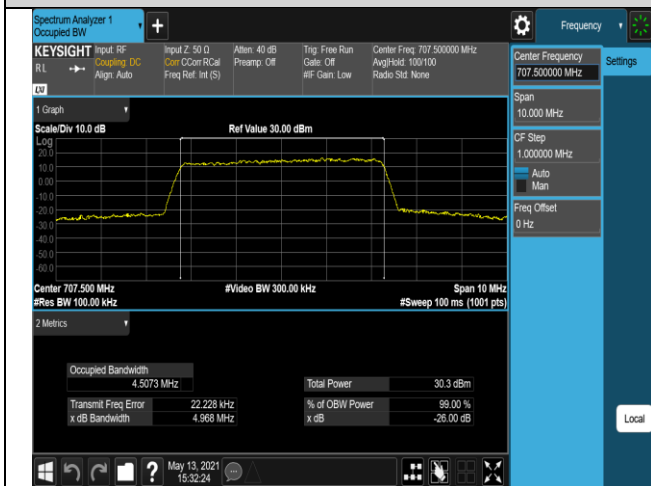 Spectrum Analyzer 1
Occupied BW
Frequency
KEYSIGHT
RL
LXI
Input: RF
Coupling: DC
Align: Auto
Input Z: 50 Ω
Corr CCorr RCal
Freq Ref: Int (S)
Atten: 40 dB
Preamp: Off
Trig: Free Run
Gate: Off
#IF Gain: Low
Center Freq: 707.500000 MHz
Avg|Hold: 100/100
Radio Std: None
Center Frequency
707.500000 MHz
Settings
Span
10.000 MHz
CF Step
1.000000 MHz
Auto
Man
Freq Offset
0 Hz
Local
1 Graph
Scale/Div 10.0 dB
Ref Value 30.00 dBm
Log
20.0
10.0
0.00
-10.0
-20.0
-30.0
-40.0
-50.0
-60.0
Center 707.500 MHz
#Video BW 300.00 kHz
Span 10 MHz
#Res BW 100.00 kHz
#Sweep 100 ms (1001 pts)
2 Metrics
Occupied Bandwidth
4.5073 MHz
Total Power 30.3 dBm
Transmit Freq Error 22.228 kHz
% of OBW Power 99.00 %
x dB Bandwidth 4.968 MHz
x dB -26.00 dB
?
May 13, 2021
15:32:24